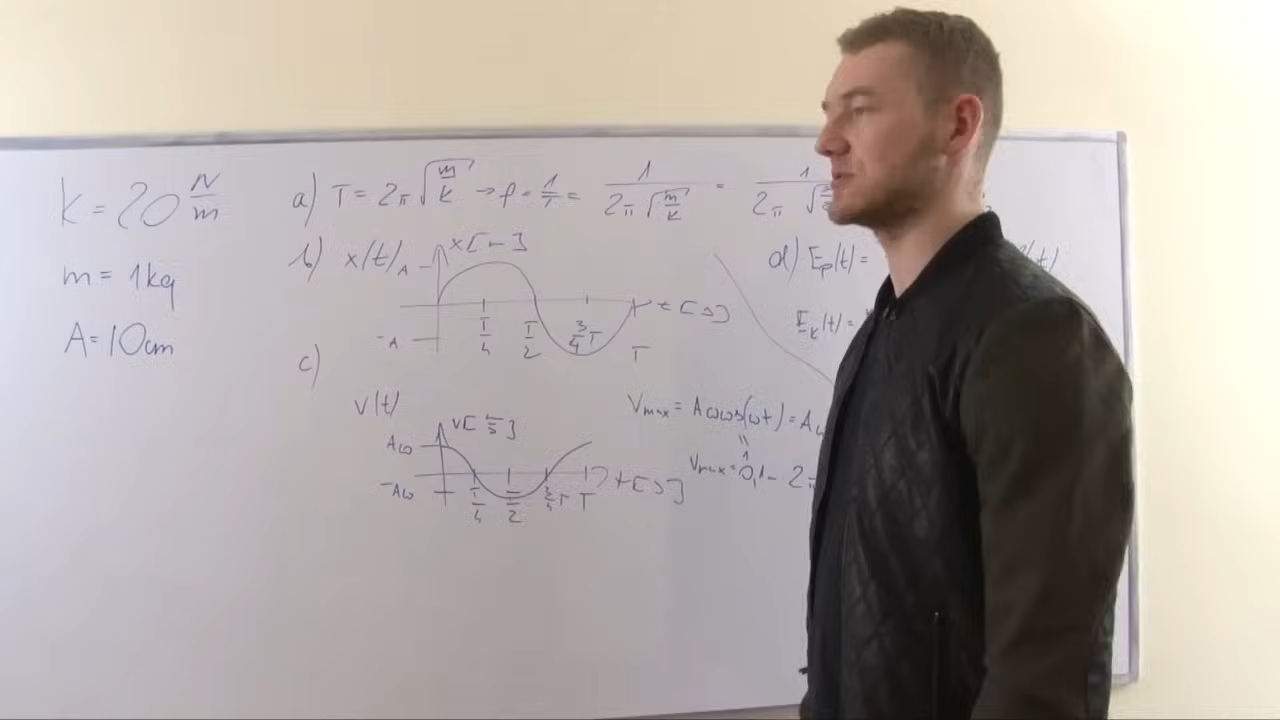 k = 20 N/m
m = 1kg
A = 10cm
a) T = 2π √(m/k) → f = 1/T = 1/(2π √(m/k)) = 1/(2π √
b) x(t)
x[m]
A
-A
T/4 T/2 3/4 T T
t[s]
c)
v(t)
v[m/s]
Aω
-Aω
T/4 T/2 3/4 T T
t[s]
Vmax = Aω cos(ωt) = Aω
1
Vmax = 0,1 · 2π
d) Ep(t) =
Ek(t) =